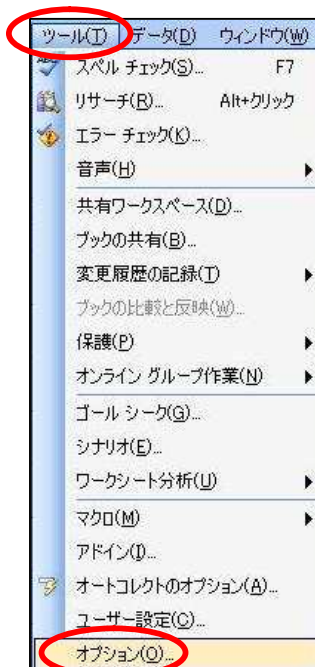 ツール(T) データ(D) ウィンドウ(W)
スペル チェック(S)... F7
リサーチ(R)... Alt+クリック
エラー チェック(K)...
音声(H)
共有ワークスペース(D)...
ブックの共有(B)...
変更履歴の記録(T)
ブックの比較と反映(W)...
保護(P)
オンライン グループ作業(N)
ゴール シーク(G)...
シナリオ(E)...
ワークシート分析(U)
マクロ(M)
アドイン(I)...
オートコレクトのオプション(A)...
ユーザー設定(C)...
オプション(O)...